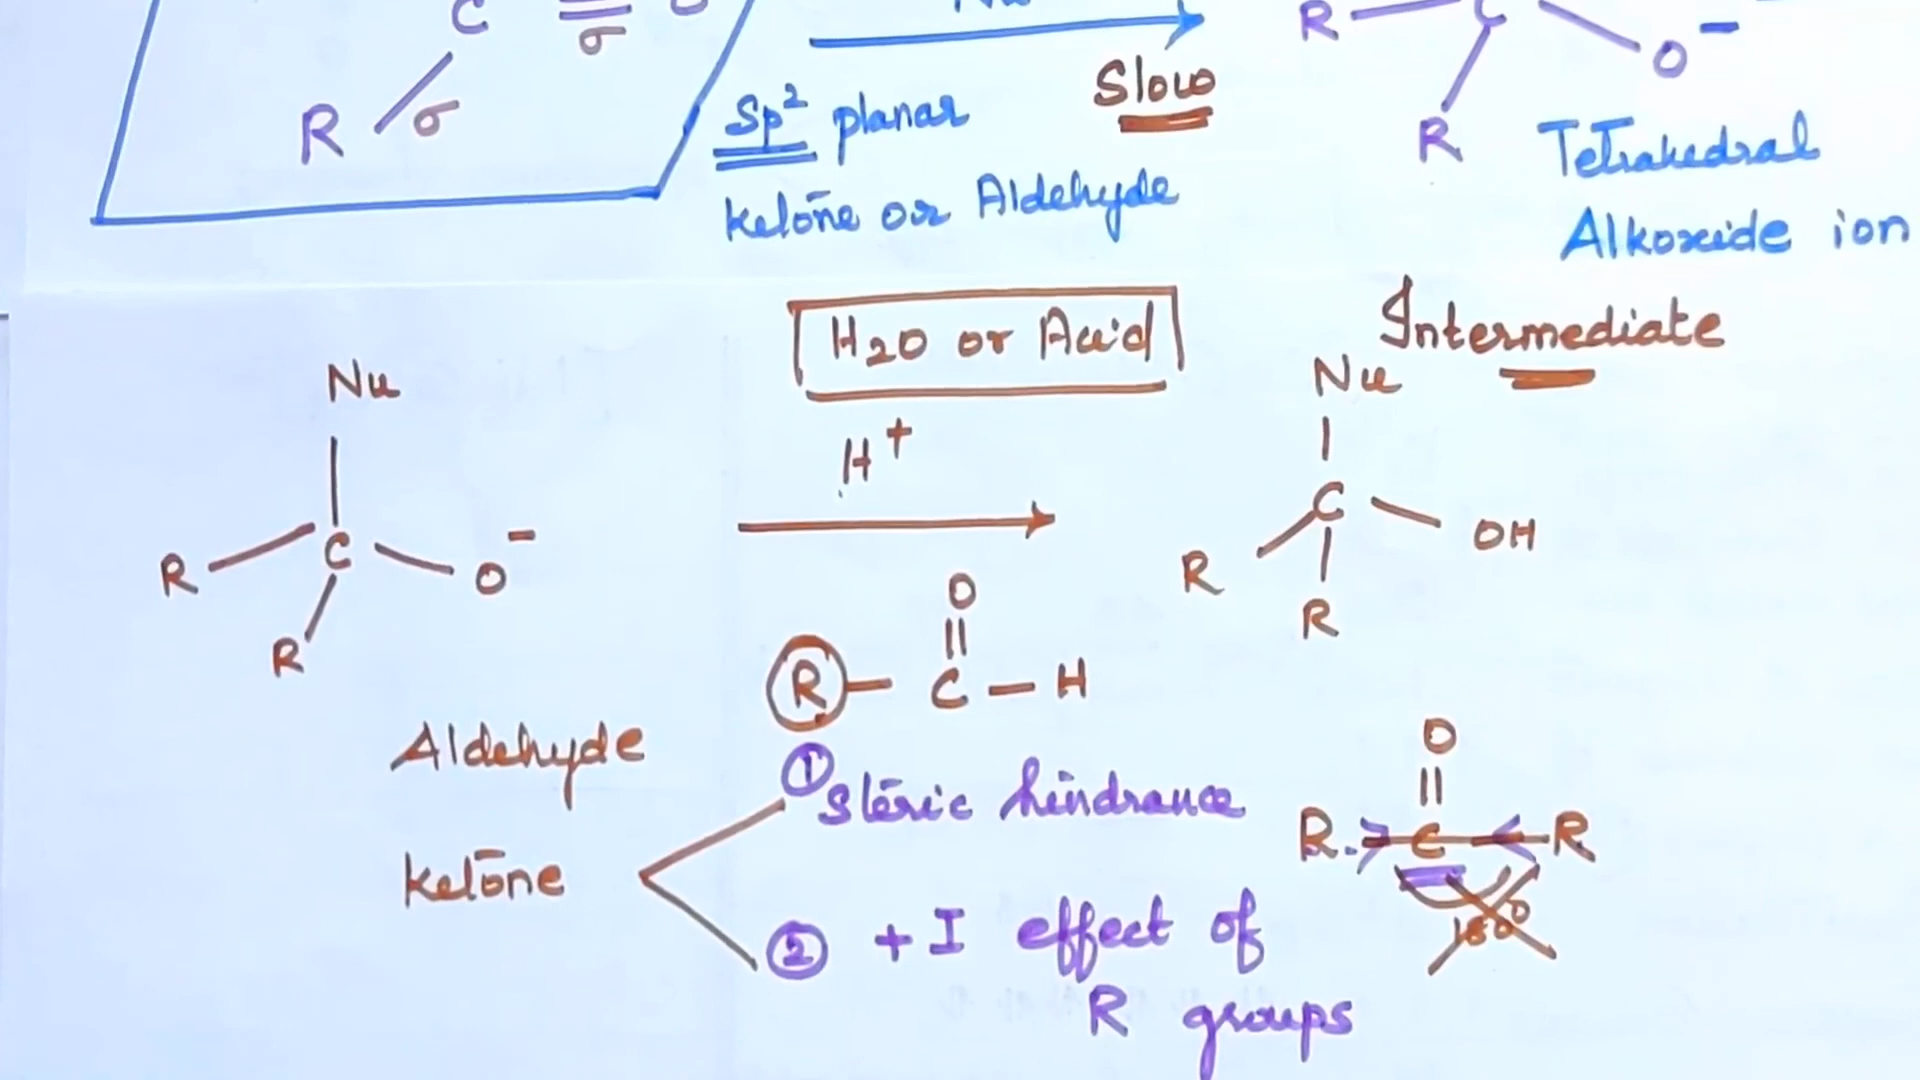 C σ
R σ
R C O⁻
R
Slow
Sp² planar
Ketone or Aldehyde
Tetrahedral
Alkoxide ion
Intermediate
H2O or Acid
H⁺
Nu
R C O⁻
R
Nu
C OH
R
R
O
R C H
Aldehyde
Ketone
① Steric hindrance
② + I effect of
R groups
O
R C R
180